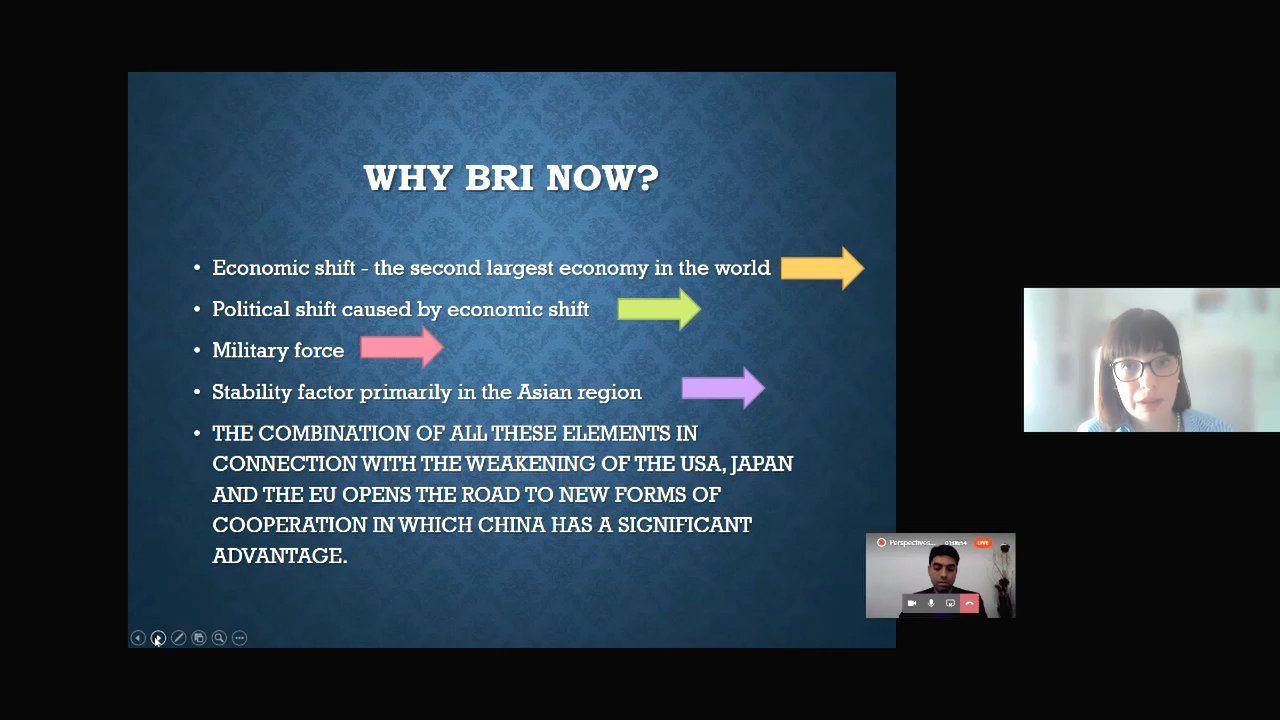 WHY BRI NOW?
• Economic shift - the second largest economy in the world
• Political shift caused by economic shift
• Military force
• Stability factor primarily in the Asian region
• THE COMBINATION OF ALL THESE ELEMENTS IN
CONNECTION WITH THE WEAKENING OF THE USA, JAPAN
AND THE EU OPENS THE ROAD TO NEW FORMS OF
COOPERATION IN WHICH CHINA HAS A SIGNIFICANT
ADVANTAGE.
Perspectives... LIVE